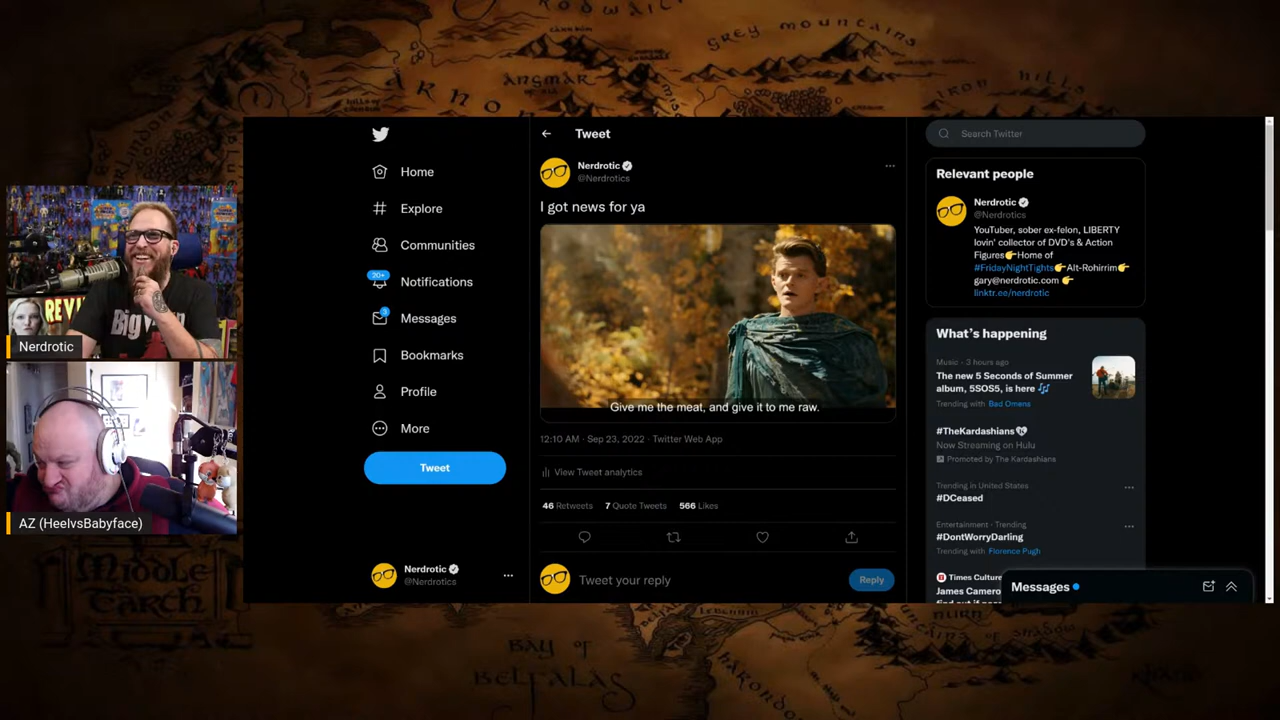 GREY MOUNTAINS
ANGMAR
IRON HILLS
Tweet
Search Twitter
Nerdrotic
@Nerdrotics
I got news for ya
Give me the meat, and give it to me raw.
12:10 AM · Sep 23, 2022 · Twitter Web App
View Tweet analytics
46 Retweets 7 Quote Tweets 566 Likes
Tweet your reply
Reply
Home
Explore
Communities
20+
Notifications
3
Messages
Bookmarks
Profile
More
Tweet
Nerdrotic
@Nerdrotics
Relevant people
Nerdrotic
@Nerdrotics
YouTuber, sober ex-felon, LIBERTY
lovin' collector of DVD's & Action
Figures👉Home of
#FridayNightTights👉Alt-Rohirrim👉
gary@nerdrotic.com 👉
linktr.ee/nerdrotic
What's happening
Music · 3 hours ago
The new 5 Seconds of Summer
album, 5SOS5, is here 🎶
Trending with Bad Omens
#TheKardashians
Now Streaming on Hulu
Promoted by The Kardashians
Trending in United States
#DCeased
Entertainment · Trending
#DontWorryDarling
Trending with Florence Pugh
Times Culture
James Camero
Messages
Nerdrotic
AZ (HeelvsBabyface)
MIDDLE
EARTH
BAY OF
BELFALAS